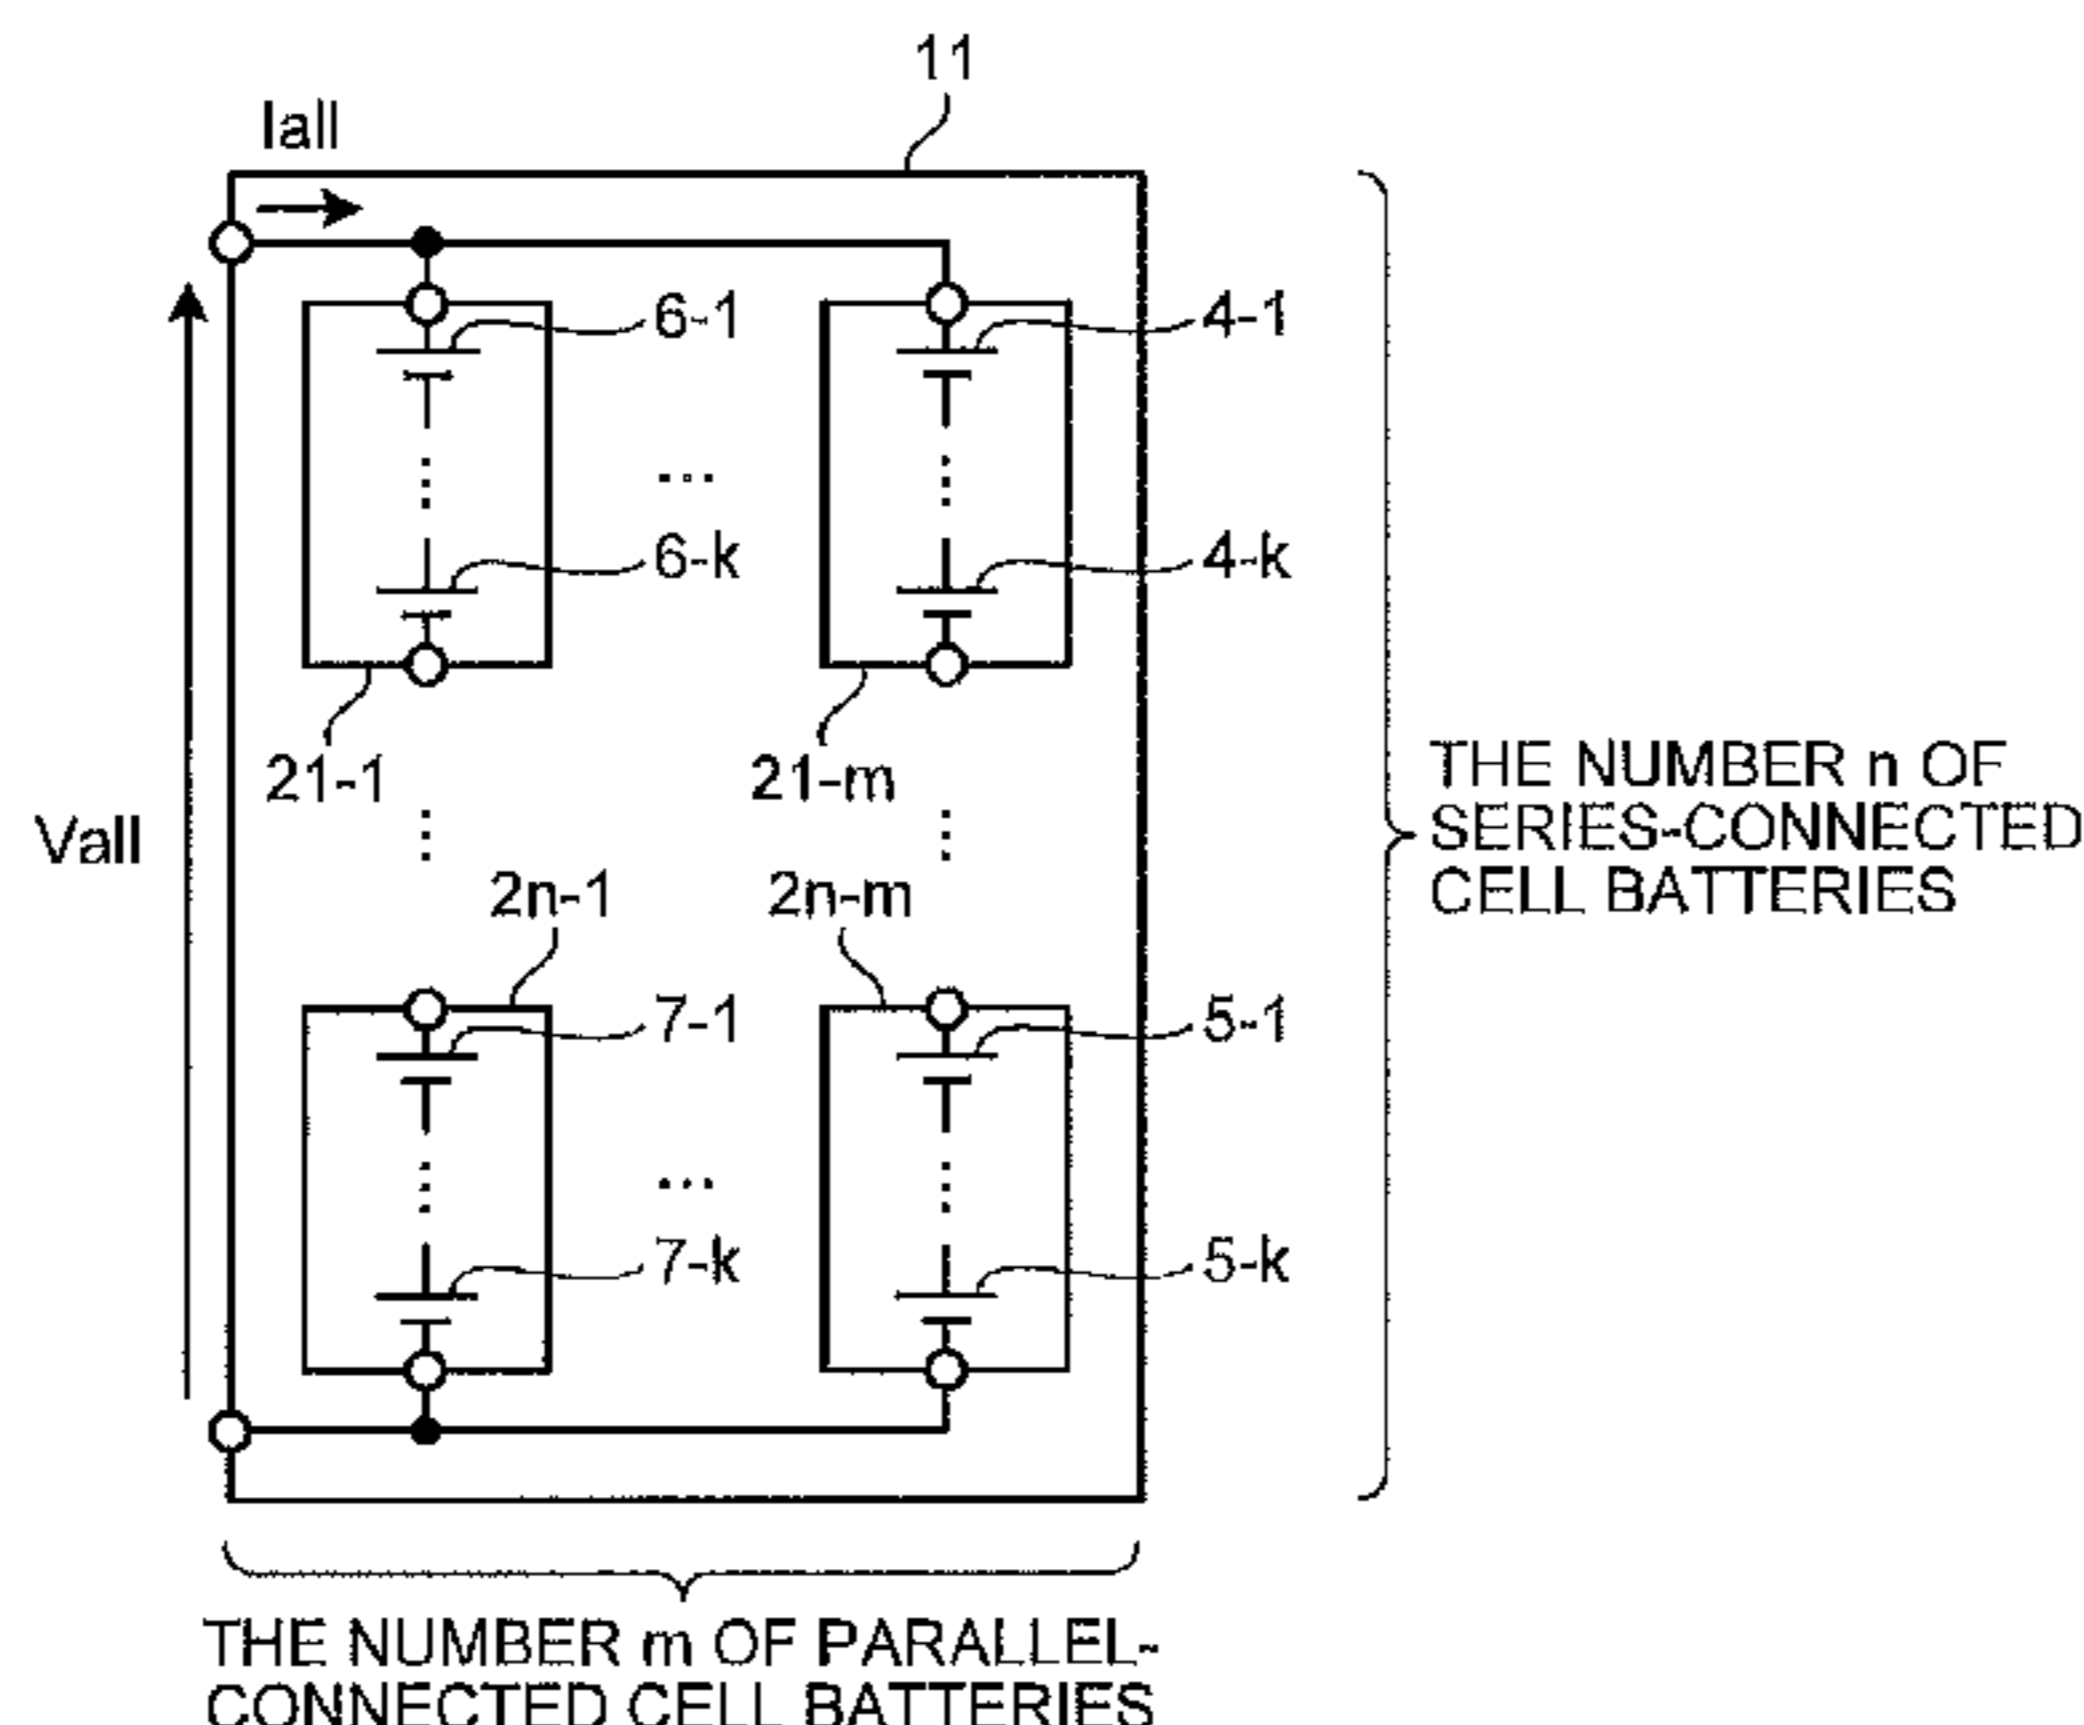 11
Iall
6-1
4-1
6-k
4-k
21-1
21-m
Vall
THE NUMBER n OF
SERIES-CONNECTED
CELL BATTERIES
2n-1
2n-m
7-1
5-1
7-k
5-k
THE NUMBER m OF PARALLEL-
CONNECTED CELL BATTERIES